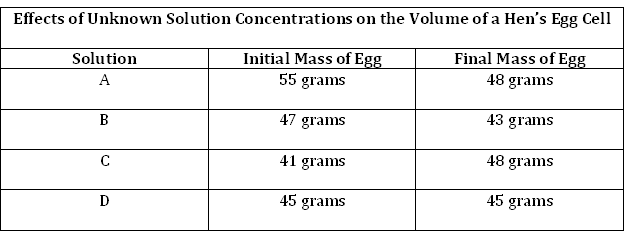 Effects of Unknown Solution Concentrations on the Volume of a Hen's Egg Cell
Solution Initial Mass of Egg Final Mass of Egg
A 55 grams 48 grams
B 47 grams 43 grams
C 41 grams 48 grams
D 45 grams 45 grams